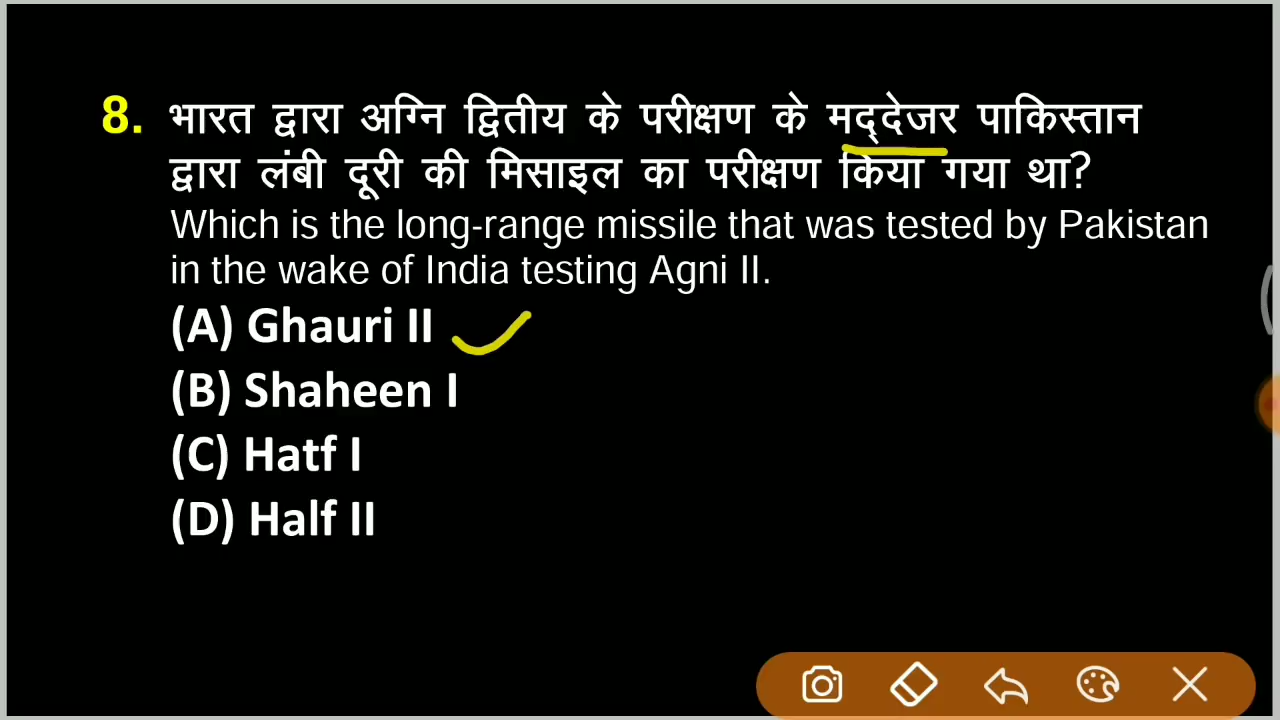 8. भारत द्वारा अग्नि द्वितीय के परीक्षण के मद्‌देजर पाकिस्तान
द्वारा लंबी दूरी की मिसाइल का परीक्षण किया गया था?
Which is the long-range missile that was tested by Pakistan
in the wake of India testing Agni II.
(A) Ghauri II
(B) Shaheen I
(C) Hatf I
(D) Half II